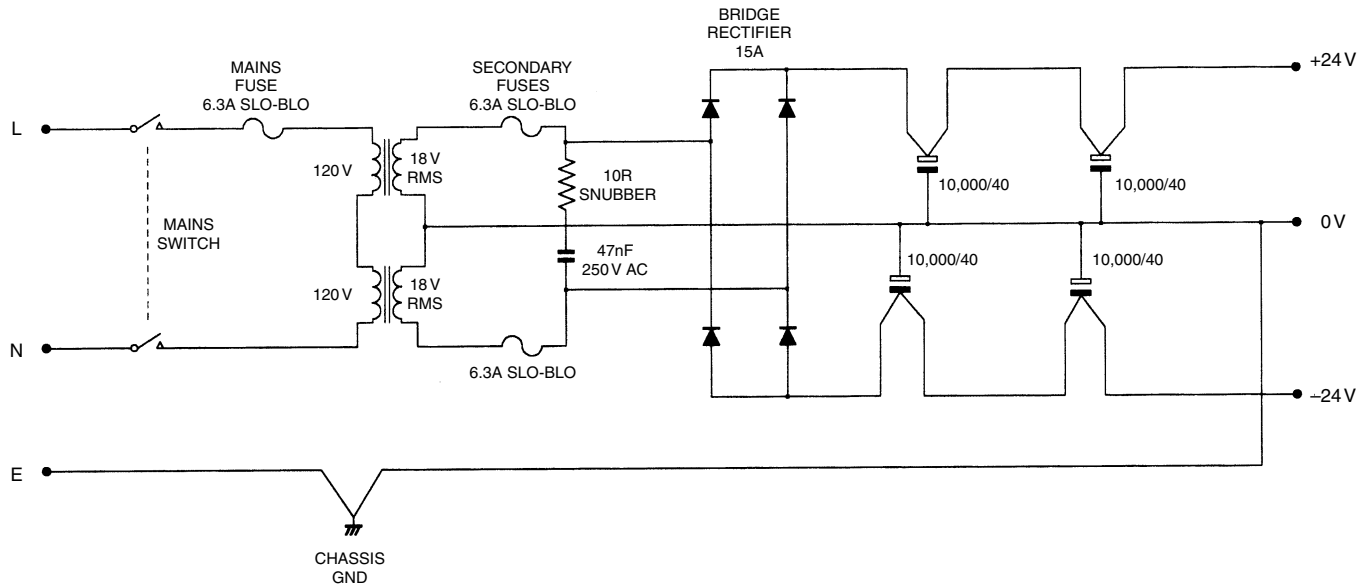 BRIDGE
RECTIFIER
15A
+24 V
MAINS
FUSE
6.3A SLO-BLO
SECONDARY
FUSES
6.3A SLO-BLO
L
120 V
18 V
RMS
10R
SNUBBER
10,000/40
10,000/40
MAINS
SWITCH
0 V
47nF
250 V AC
10,000/40
10,000/40
120 V
18 V
RMS
N
6.3A SLO-BLO
–24 V
E
CHASSIS
GND